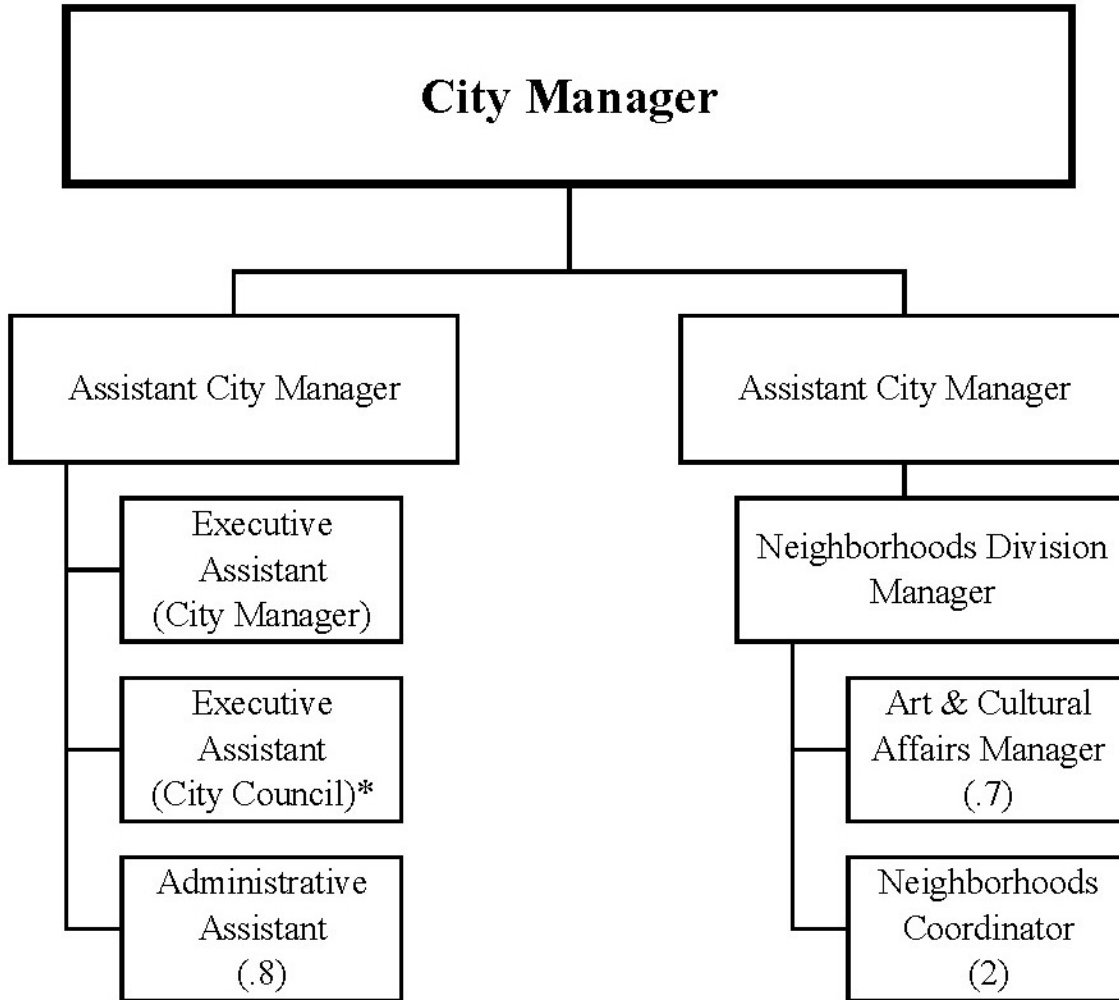 City Manager
Assistant City Manager
Executive
Assistant
(City Manager)
Executive
Assistant
(City Council)*
Administrative
Assistant
(.8)
Assistant City Manager
Neighborhoods Division
Manager
Art & Cultural
Affairs Manager
(.7)
Neighborhoods
Coordinator
(2)